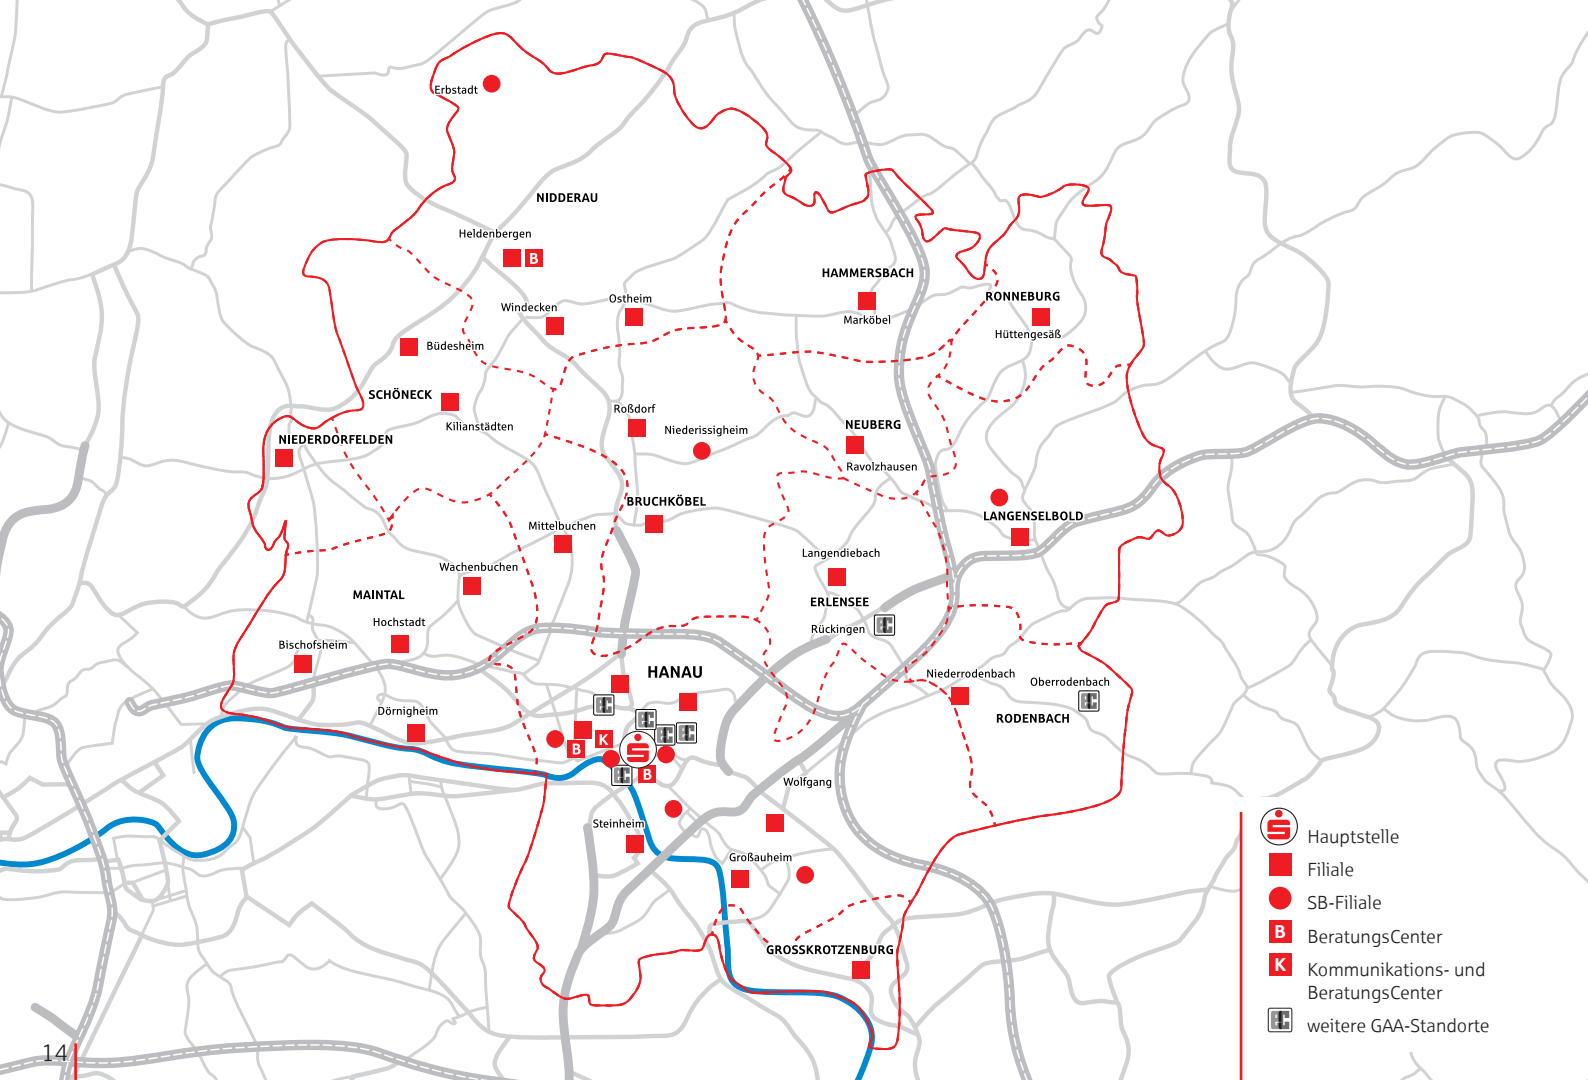 Erbstadt
NIDDERAU
Heldenbergen
B
HAMMERSBACH
Marköbel
RONNEBURG
Hüttengesäß
Windecken
Ostheim
Büdesheim
SCHÖNECK
Kilianstädten
NIEDERDORFELDEN
Roßdorf
Niederissigheim
NEUBERG
Ravolzhausen
BRUCHKÖBEL
LANGENSELBOLD
Mittelbuchen
Wachenbuchen
Langendiebach
ERLENSEE
Rückingen
MAINTAL
Hochstadt
Bischofsheim
HANAU
Niederrodenbach
Oberrodenbach
RODENBACH
Dörnigheim
B
K
B
Wolfgang
Steinheim
Großauheim
GROSSKROTZENBURG
Hauptstelle
Filiale
SB-Filiale
B BeratungsCenter
K Kommunikations- und
BeratungsCenter
weitere GAA-Standorte
14